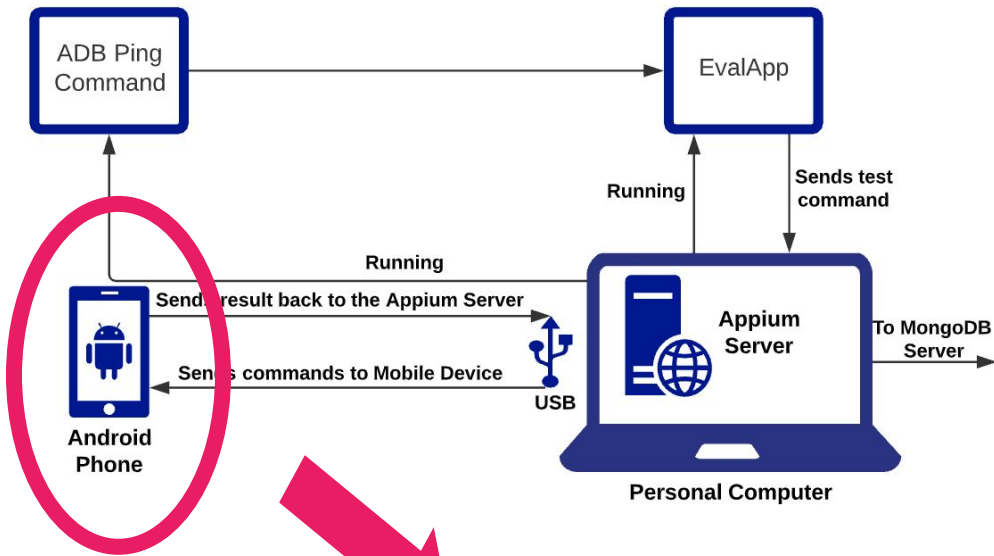 ADB Ping
Command
EvalApp
Running
Sends test
command
Running
Sends result back to the Appium Server
Appium
Server
To MongoDB
Server
Sends commands to Mobile Device
USB
Android
Phone
Personal Computer